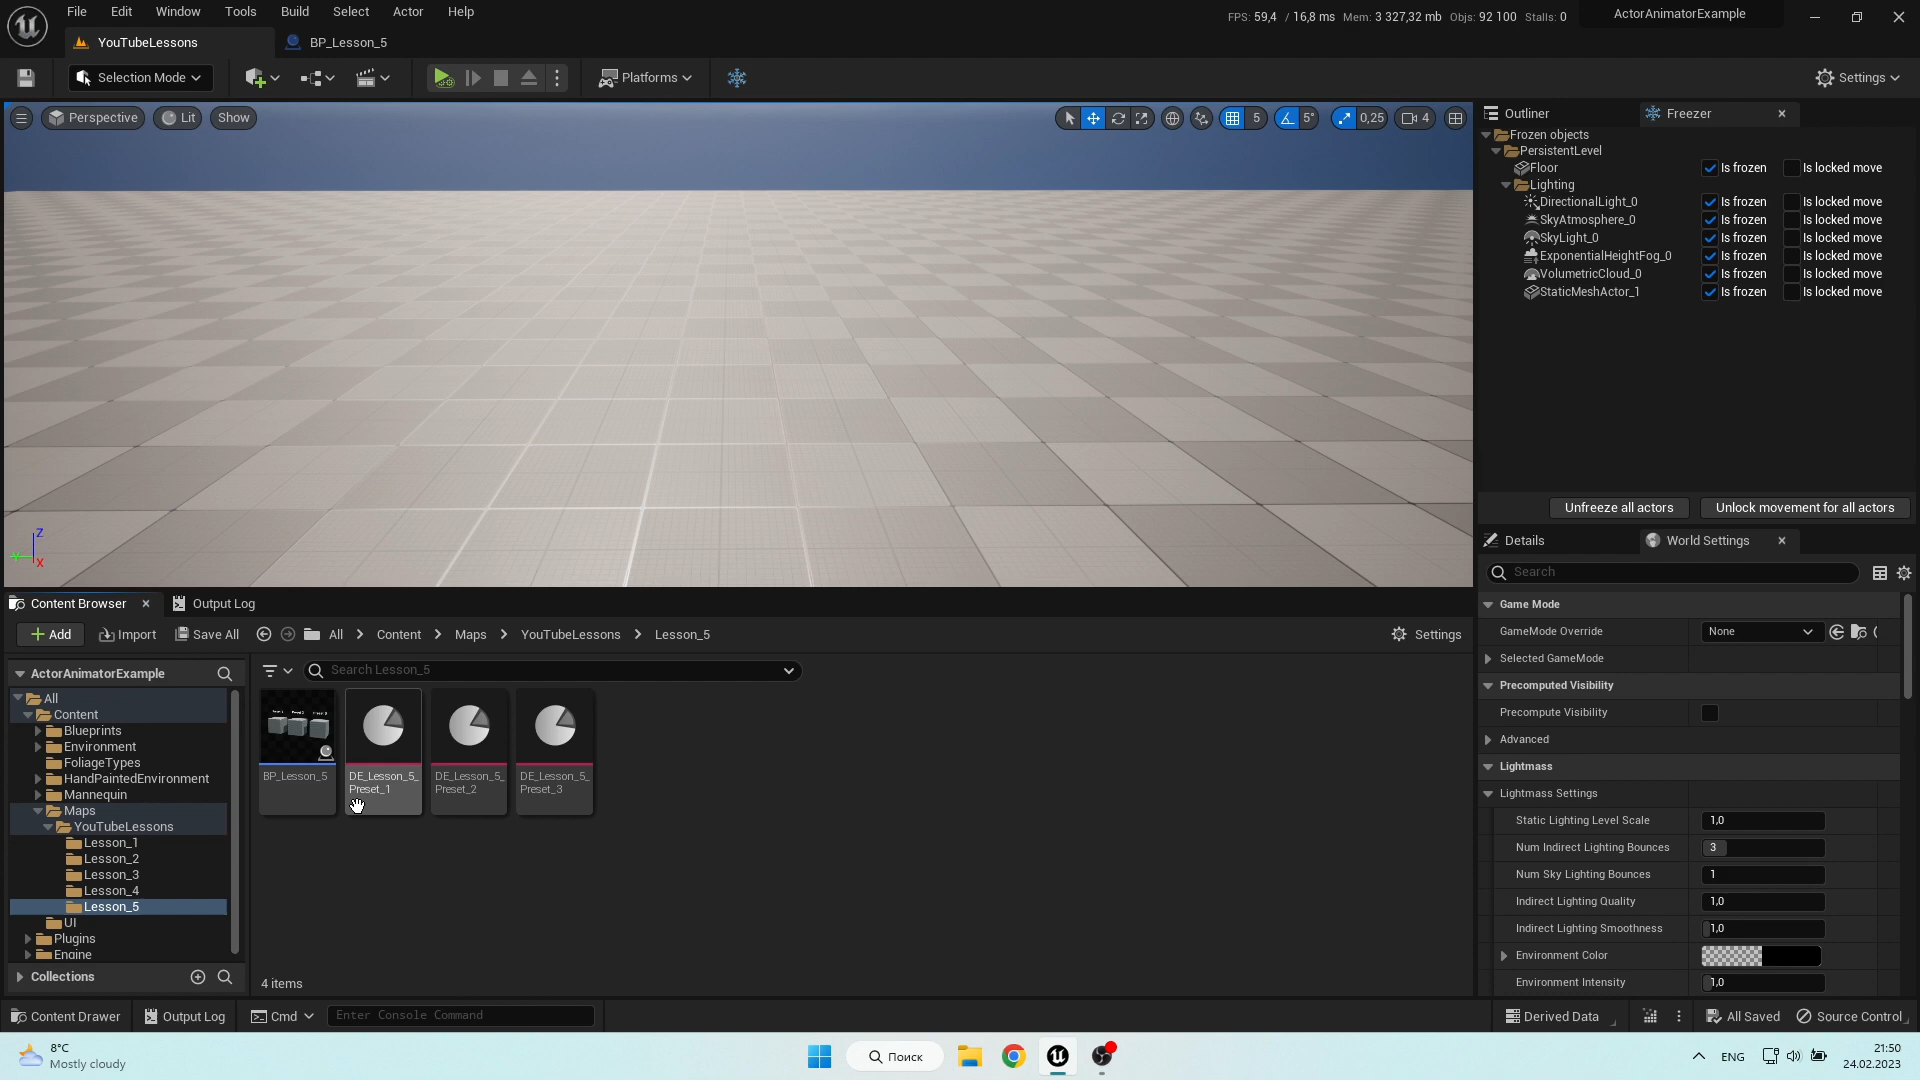 File Edit Window Tools Build Select Actor Help
FPS: 59,4 / 16,8 ms Mem: 3 327,32 mb Objs: 92 100 Stalls: 0
ActorAnimatorExample
YouTubeLessons
BP_Lesson_5
Selection Mode
Platforms
Settings
Perspective
Lit
Show
5
5°
0,25
4
Outliner
Freezer
Frozen objects
PersistentLevel
Floor Is frozen Is locked move
Lighting
DirectionalLight_0 Is frozen Is locked move
SkyAtmosphere_0 Is frozen Is locked move
SkyLight_0 Is frozen Is locked move
ExponentialHeightFog_0 Is frozen Is locked move
VolumetricCloud_0 Is frozen Is locked move
StaticMeshActor_1 Is frozen Is locked move
Unfreeze all actors
Unlock movement for all actors
Z
X
Details
World Settings
Search
Game Mode
GameMode Override None
Selected GameMode
Precomputed Visibility
Precompute Visibility
Advanced
Lightmass
Lightmass Settings
Static Lighting Level Scale 1,0
Num Indirect Lighting Bounces 3
Num Sky Lighting Bounces 1
Indirect Lighting Quality 1,0
Indirect Lighting Smoothness 1,0
Environment Color
Environment Intensity 1,0
Content Browser
Output Log
Add
Import
Save All
All Content Maps YouTubeLessons Lesson_5
Settings
ActorAnimatorExample
Search Lesson_5
All
Content
Blueprints
Environment
FoliageTypes
HandPaintedEnvironment
Mannequin
Maps
YouTubeLessons
Lesson_1
Lesson_2
Lesson_3
Lesson_4
Lesson_5
UI
Plugins
Engine
Collections
BP_Lesson_5
DE_Lesson_5_
Preset_1
DE_Lesson_5_
Preset_2
DE_Lesson_5_
Preset_3
4 items
Content Drawer
Output Log
Cmd
Enter Console Command
Derived Data
All Saved
Source Control
8°C
Mostly cloudy
Поиск
ENG
21:50
24.02.2023